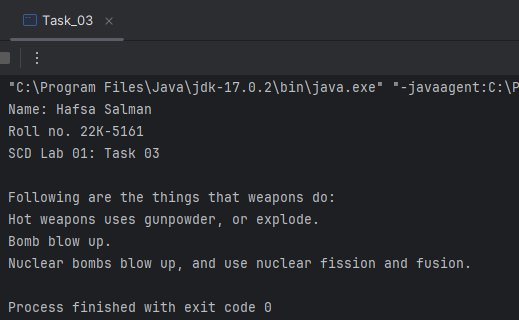 Task_03
"C:\Program Files\Java\jdk-17.0.2\bin\java.exe" "-javaagent:C:\P
Name: Hafsa Salman
Roll no. 22K-5161
SCD Lab 01: Task 03
Following are the things that weapons do:
Hot weapons uses gunpowder, or explode.
Bomb blow up.
Nuclear bombs blow up, and use nuclear fission and fusion.
Process finished with exit code 0